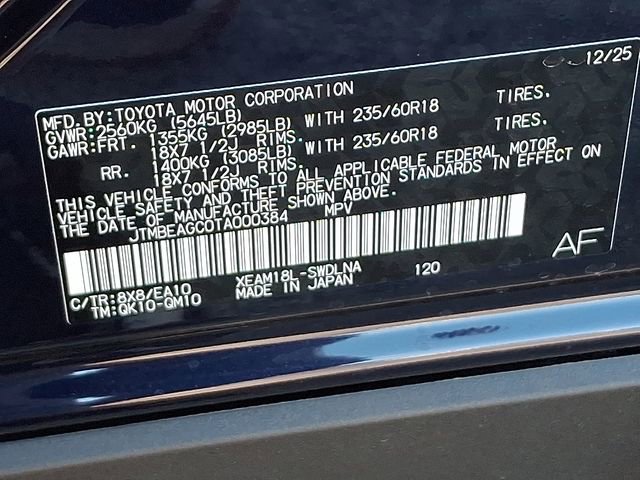 12/25
MFD.BY:TOYOTA MOTOR CORPORATION
GVWR:2560KG (5645LB)
GAWR:FRT. 1355KG (2985LB) WITH 235/60R18 TIRES.
18X7 1/2J RIMS.
RR. 1400KG (3085LB) WITH 235/60R18 TIRES.
18X7 1/2J RIMS.
THIS VEHICLE CONFORMS TO ALL APPLICABLE FEDERAL MOTOR
VEHICLE SAFETY AND THEFT PREVENTION STANDARDS IN EFFECT ON
THE DATE OF MANUFACTURE SHOWN ABOVE.
JTMBEAGC0TA000384 MPV
C/TR:8X8/EA10 XEAM18L-SWDLNA 120 AF
TM:QK10-QM10 MADE IN JAPAN